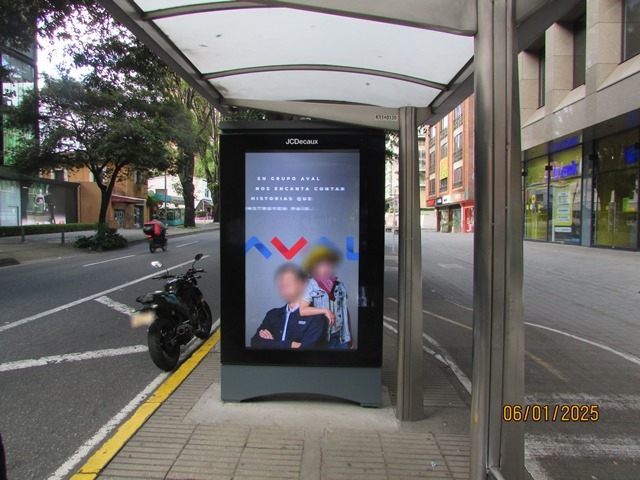 JCDecaux
EN GRUPO AVAL
NOS ENCANTA CONTAR
HISTORIAS QUE
AVAL
06/01/2025